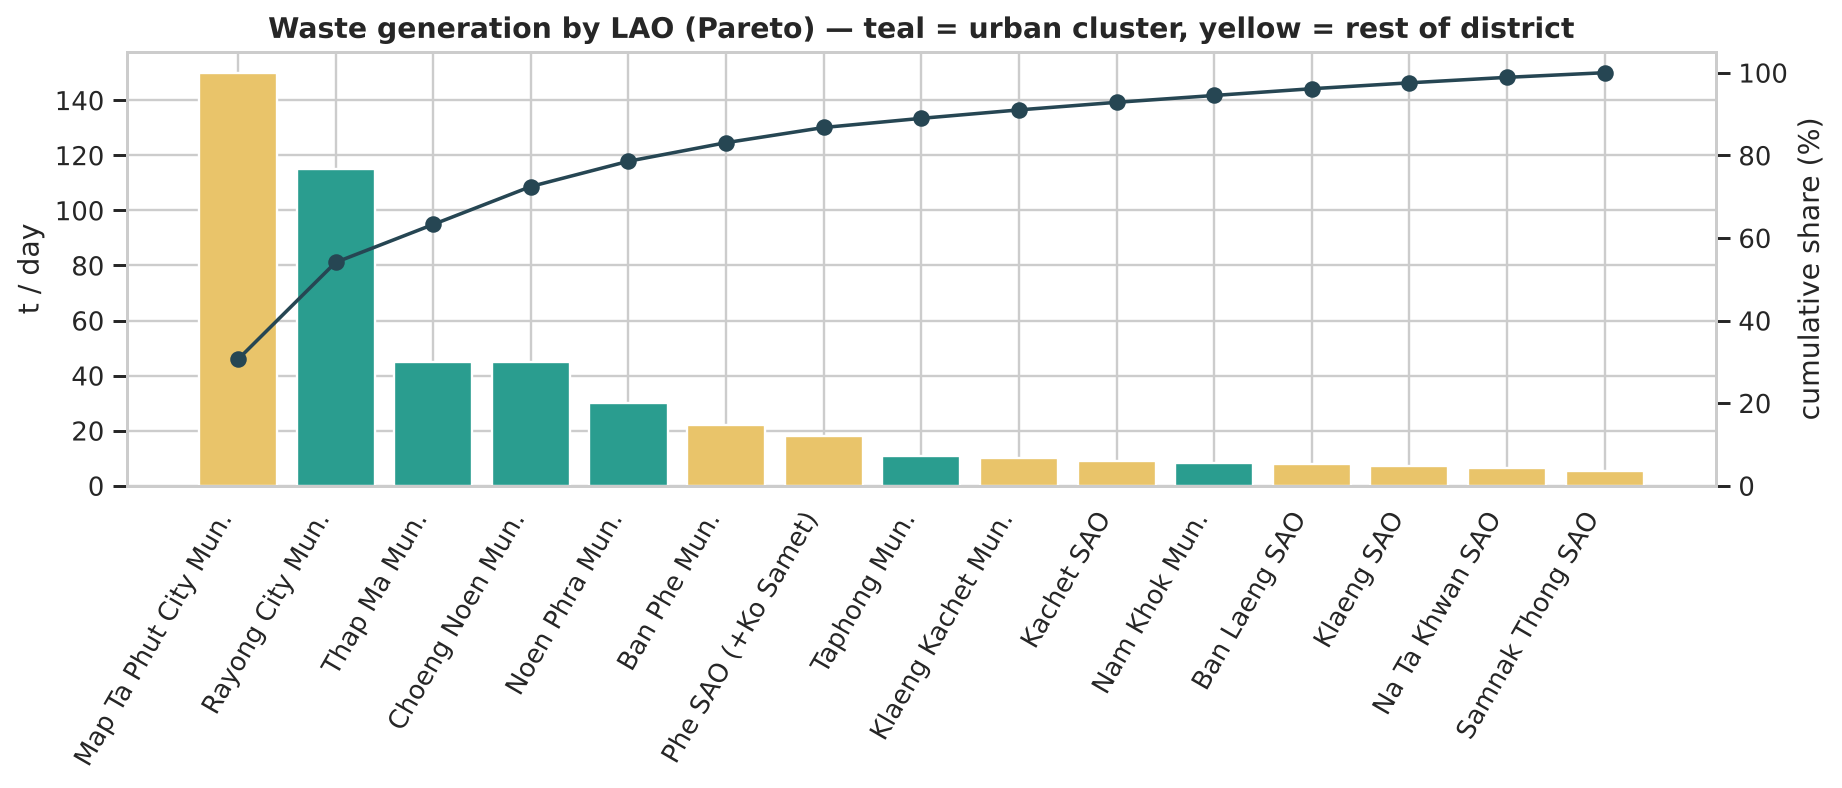 Waste generation by LAO (Pareto) — teal = urban cluster, yellow = rest of district
t / day
140
120
100
80
60
40
20
0
cumulative share (%)
100
80
60
40
20
0
Map Ta Phut City Mun.
Rayong City Mun.
Thap Ma Mun.
Choeng Noen Mun.
Noen Phra Mun.
Ban Phe Mun.
Phe SAO (+Ko Samet)
Taphong Mun.
Klaeng Kachet Mun.
Kachet SAO
Nam Khok Mun.
Ban Laeng SAO
Klaeng SAO
Na Ta Khwan SAO
Samnak Thong SAO